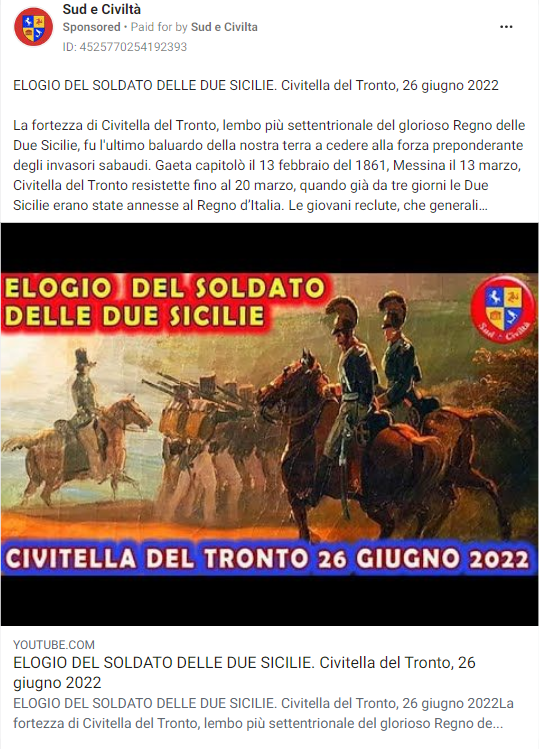 Sud e Civiltà
Sponsored • Paid for by Sud e Civilta
ID: 4525770254192393
ELOGIO DEL SOLDATO DELLE DUE SICILIE. Civitella del Tronto, 26 giugno 2022
La fortezza di Civitella del Tronto, lembo più settentrionale del glorioso Regno delle
Due Sicilie, fu l'ultimo baluardo della nostra terra a cedere alla forza preponderante
degli invasori sabaudi. Gaeta capitolò il 13 febbraio del 1861, Messina il 13 marzo,
Civitella del Tronto resistette fino al 20 marzo, quando già da tre giorni le Due
Sicilie erano state annesse al Regno d’Italia. Le giovani reclute, che generali…
ELOGIO DEL SOLDATO
DELLE DUE SICILIE
Sud - Civiltà
CIVITELLA DEL TRONTO 26 GIUGNO 2022
YOUTUBE.COM
ELOGIO DEL SOLDATO DELLE DUE SICILIE. Civitella del Tronto, 26
giugno 2022
ELOGIO DEL SOLDATO DELLE DUE SICILIE. Civitella del Tronto, 26 giugno 2022La
fortezza di Civitella del Tronto, lembo più settentrionale del glorioso Regno de...